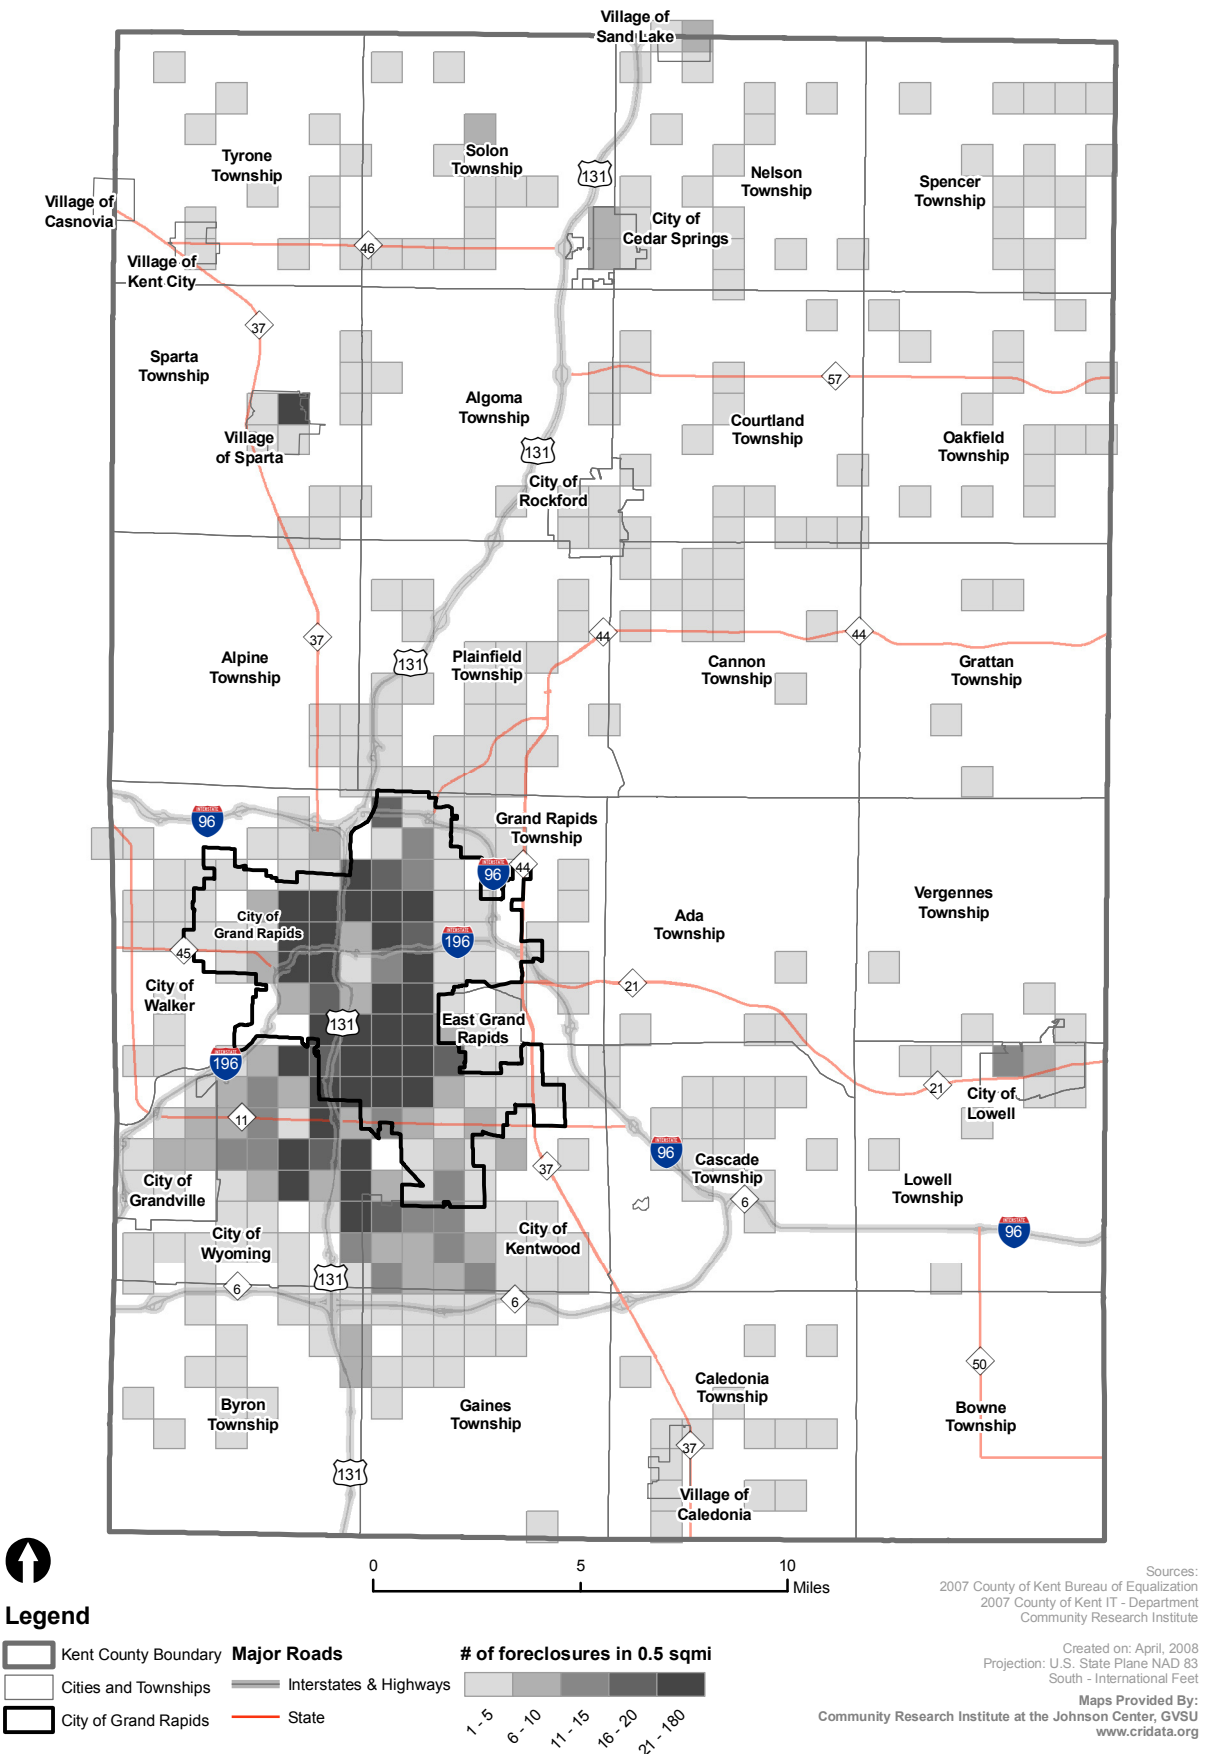 Village of
Sand Lake
Tyrone
Township
Solon
Township
131
Nelson
Township
Spencer
Township
Village of
Casnovia
City of
Cedar Springs
46
Village of
Kent City
37
Sparta
Township
57
Algoma
Township
Courtland
Township
Oakfield
Township
Village
of Sparta
131
City of
Rockford
37
44
44
Alpine
Township
131
Plainfield
Township
Cannon
Township
Grattan
Township
INTERSTATE
96
Grand Rapids
Township
44
INTERSTATE
96
Vergennes
Township
City of
Grand Rapids
Ada
Township
INTERSTATE
196
45
City of
Walker
21
131
East Grand
Rapids
INTERSTATE
196
21
City of
Lowell
11
INTERSTATE
96
37
Cascade
Township
City of
Grandville
6
Lowell
Township
INTERSTATE
96
City of
Wyoming
City of
Kentwood
131
6
6
50
Caledonia
Township
Byron
Township
Gaines
Township
Bowne
Township
37
131
Village of
Caledonia
0 5 10
Miles
Legend
Kent County Boundary
Cities and Townships
City of Grand Rapids
Major Roads
Interstates & Highways
State
# of foreclosures in 0.5 sqmi
1 - 5
6 - 10
11 - 15
16 - 20
21 - 180
Sources:
2007 County of Kent Bureau of Equalization
2007 County of Kent IT - Department
Community Research Institute
Created on: April, 2008
Projection: U.S. State Plane NAD 83
South - International Feet
Maps Provided By:
Community Research Institute at the Johnson Center, GVSU
www.cridata.org